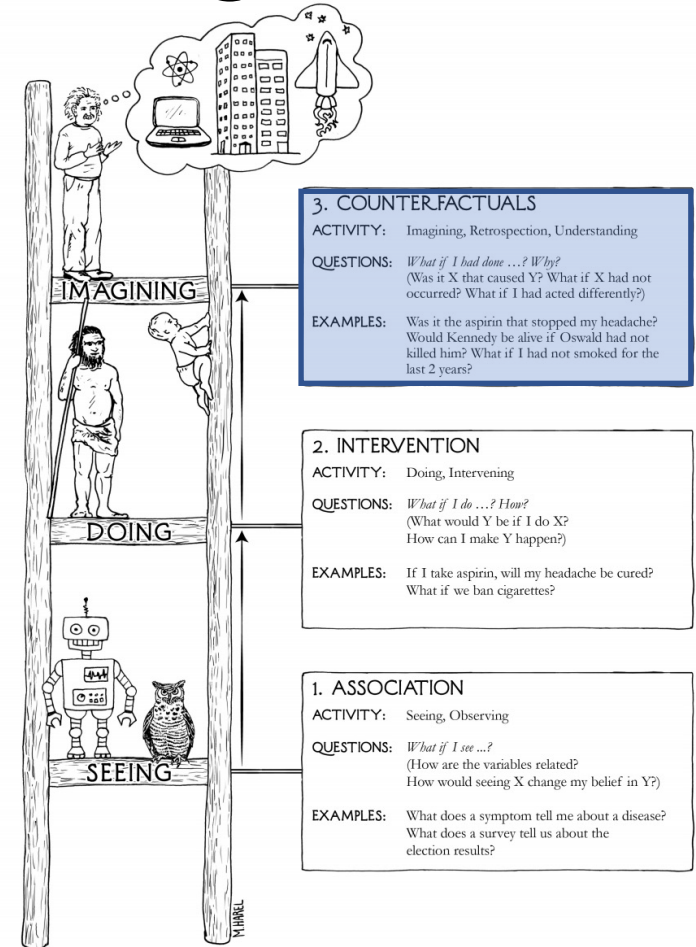 3. COUNTERFACTUALS
ACTIVITY: Imagining, Retrospection, Understanding
QUESTIONS: What if I had done …? Why?
(Was it X that caused Y? What if X had not
occurred? What if I had acted differently?)
EXAMPLES: Was it the aspirin that stopped my headache?
Would Kennedy be alive if Oswald had not
killed him? What if I had not smoked for the
last 2 years?
IMAGINING
2. INTERVENTION
ACTIVITY: Doing, Intervening
QUESTIONS: What if I do …? How?
(What would Y be if I do X?
How can I make Y happen?)
EXAMPLES: If I take aspirin, will my headache be cured?
What if we ban cigarettes?
DOING
1. ASSOCIATION
ACTIVITY: Seeing, Observing
QUESTIONS: What if I see ...?
(How are the variables related?
How would seeing X change my belief in Y?)
EXAMPLES: What does a symptom tell me about a disease?
What does a survey tell us about the
election results?
SEEING
M.HAREL